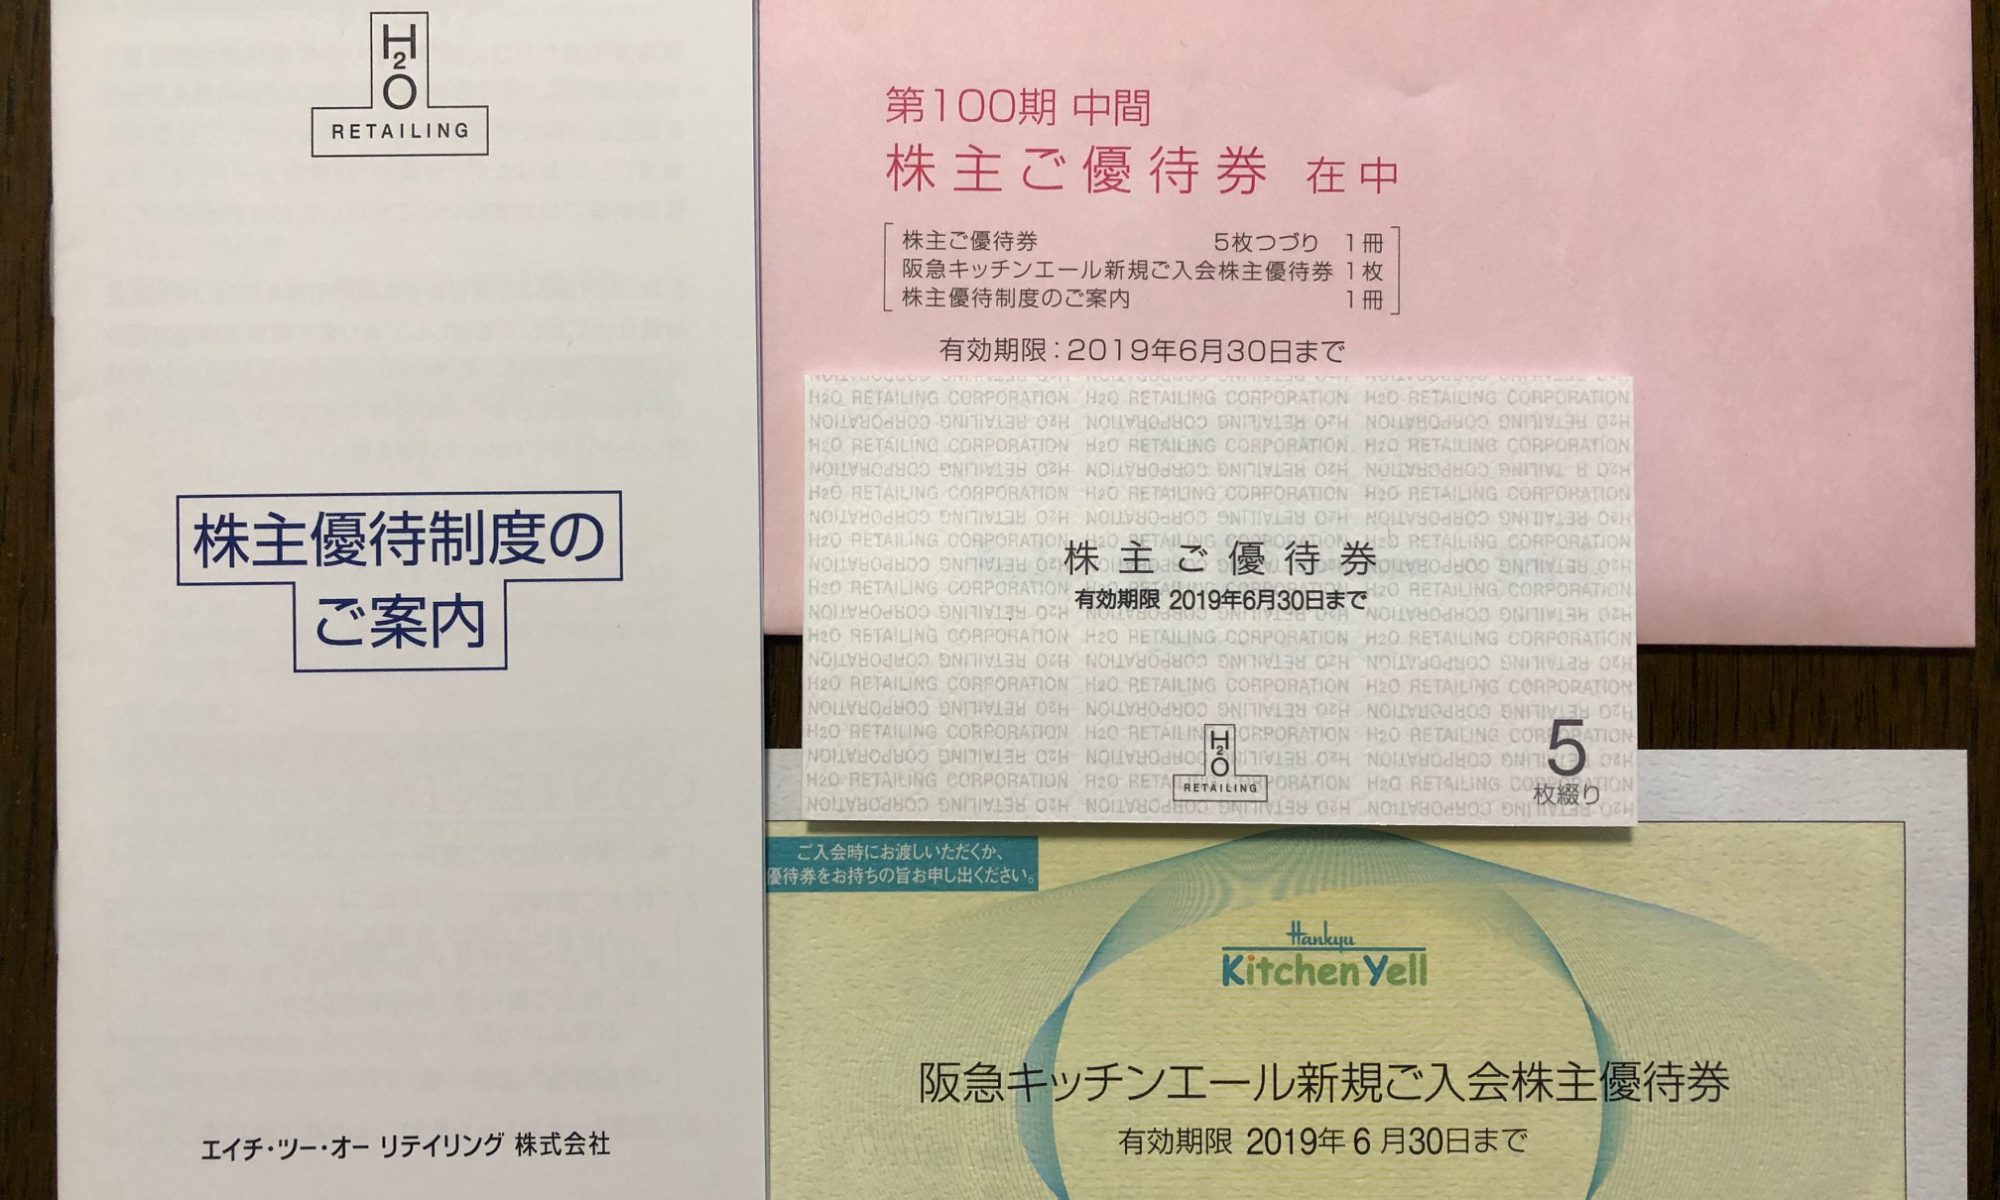 H2O
RETAILING
株主優待制度の
ご案内
エイチ・ツー・オー リテイリング 株式会社
第100期 中間
株主ご優待券 在中
株主ご優待券 5枚つづり 1冊
阪急キッチンエール新規ご入会株主優待券 1枚
株主優待制度のご案内 1冊
有効期限：2019年6月30日まで
H2O RETAILING CORPORATION H2O RETAILING CORPORATION H2O RETAILING CORPORATION
株主ご優待券
有効期限 2019年6月30日まで
H2O
RETAILING
5
枚綴り
ご入会時にお渡しいただくか、
優待券をお持ちの旨お申し出ください。
Hankyu
Kitchen Yell
阪急キッチンエール新規ご入会株主優待券
有効期限 2019年6月30日まで